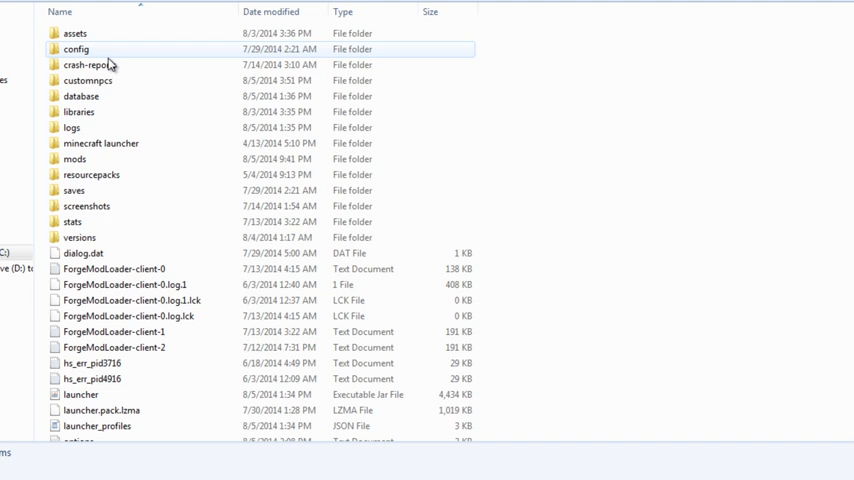 Name Date modified Type Size
assets 8/3/2014 3:36 PM File folder
config 7/29/2014 2:21 AM File folder
crash-repo 7/14/2014 3:10 AM File folder
es customnpcs 8/5/2014 3:51 PM File folder
database 8/5/2014 1:36 PM File folder
libraries 8/3/2014 3:35 PM File folder
logs 8/5/2014 1:35 PM File folder
minecraft launcher 4/13/2014 5:10 PM File folder
mods 8/5/2014 9:41 PM File folder
resourcepacks 5/4/2014 9:13 PM File folder
saves 7/29/2014 2:21 AM File folder
screenshots 7/14/2014 1:54 AM File folder
stats 7/13/2014 3:22 AM File folder
versions 8/4/2014 1:17 AM File folder
C:) dialog.dat 7/29/2014 5:00 AM DAT File 1 KB
ve (D:) to ForgeModLoader-client-0 7/13/2014 4:15 AM Text Document 138 KB
ForgeModLoader-client-0.log.1 6/3/2014 12:40 AM 1 File 408 KB
ForgeModLoader-client-0.log.1.lck 6/3/2014 12:37 AM LCK File 0 KB
ForgeModLoader-client-0.log.lck 7/13/2014 4:15 AM LCK File 0 KB
ForgeModLoader-client-1 7/13/2014 3:22 AM Text Document 191 KB
ForgeModLoader-client-2 7/12/2014 7:31 PM Text Document 191 KB
hs_err_pid3716 6/18/2014 4:49 PM Text Document 29 KB
hs_err_pid4916 6/3/2014 12:09 AM Text Document 29 KB
launcher 8/5/2014 1:34 PM Executable Jar File 4,434 KB
launcher.pack.lzma 7/30/2014 1:28 PM LZMA File 1,019 KB
launcher_profiles 8/5/2014 1:34 PM JSON File 3 KB
ms